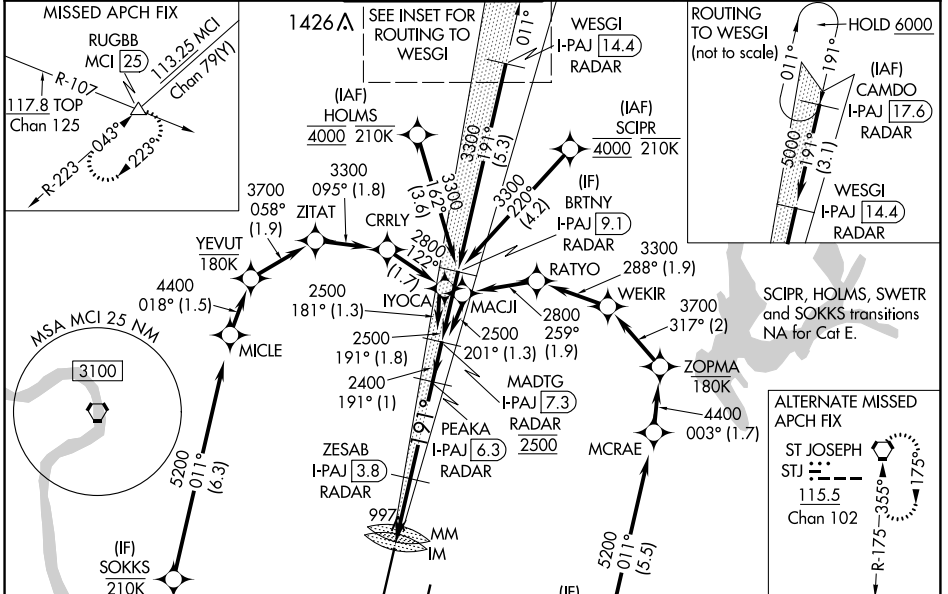 MISSED APCH FIX
RUGBB
MCI 25
113.25 MCI
Chan 79(Y)
R-107
117.8 TOP
Chan 125
R-223
043°
223°
1426
SEE INSET FOR
ROUTING TO
WESGI
011°
WESGI
I-PAJ 14.4
RADAR
ROUTING
TO WESGI
(not to scale)
HOLD 6000
011°
191°
(IAF)
CAMDO
I-PAJ 17.6
RADAR
5000
191°
(3.1)
WESGI
I-PAJ 14.4
RADAR
(IAF)
HOLMS
4000 210K
3300
191°
(5.3)
(IAF)
SCIPR
4000 210K
3300
162°
(3.6)
3300
220°
(4.2)
(IF)
BRTNY
I-PAJ 9.1
RADAR
3300
095° (1.8)
3700
058°
(1.9)
ZITAT
CRRLY
2800
122°
(1.7)
YEVUT
180K
4400
018° (1.5)
MICLE
IYOCA
MACJI
RATYO
3300
288° (1.9)
WEKIR
2800
259°
(1.9)
3700
317° (2)
ZOPMA
180K
4400
003° (1.7)
MCRAE
2500
181° (1.3)
2500
191° (1.8)
2500
201° (1.3)
2400
191° (1)
MADTG
I-PAJ 7.3
RADAR
2500
191°
PEAKA
I-PAJ 6.3
RADAR
ZESAB
I-PAJ 3.8
RADAR
SCIPR, HOLMS, SWETR
and SOKKS transitions
NA for Cat E.
MSA MCI 25 NM
3100
5200
011°
(6.3)
(IF)
SOKKS
210K
997
MM
IM
5200
011°
(5.5)
(IF)
ALTERNATE MISSED
APCH FIX
ST JOSEPH
STJ
115.5
Chan 102
R-175
355°
175°